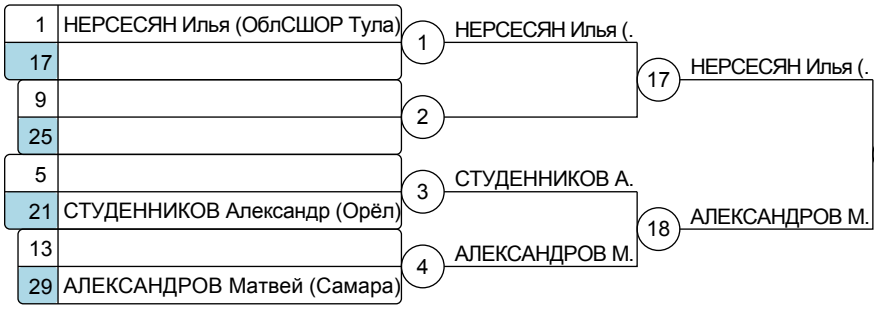 1 НЕРСЕСЯН Илья (ОблСШОР Тула)
17
1
НЕРСЕСЯН Илья (.
9
25
2
17
НЕРСЕСЯН Илья (.
5
21 СТУДЕННИКОВ Александр (Орёл)
3
СТУДЕННИКОВ А.
13
29 АЛЕКСАНДРОВ Матвей (Самара)
4
АЛЕКСАНДРОВ М.
18
АЛЕКСАНДРОВ М.